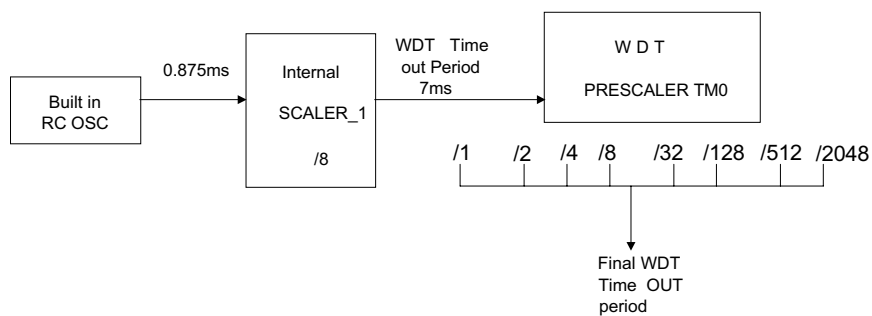 Built in
RC OSC
0.875ms
Internal
SCALER_1
/8
WDT Time
out Period
7ms
W D T
PRESCALER TM0
/1 /2 /4 /8 /32 /128 /512 /2048
Final WDT
Time OUT
period